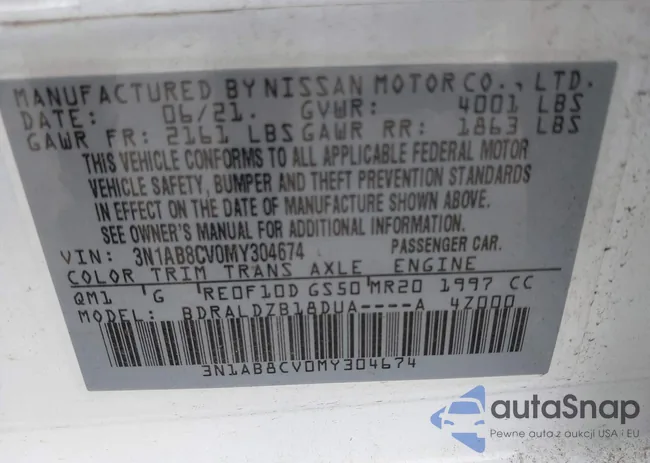 MANUFACTURED BY NISSAN MOTOR CO., LTD.
DATE: 06/21. GVWR: 4001 LBS
GAWR FR: 2161 LBS GAWR RR: 1863 LBS
THIS VEHICLE CONFORMS TO ALL APPLICABLE FEDERAL MOTOR
VEHICLE SAFETY, BUMPER AND THEFT PREVENTION STANDARDS
IN EFFECT ON THE DATE OF MANUFACTURE SHOWN ABOVE.
SEE OWNER'S MANUAL FOR ADDITIONAL INFORMATION.
VIN: 3N1AB8CV0MY304674 PASSENGER CAR.
COLOR TRIM TRANS AXLE ENGINE
QM1 G RE0F10D GS50 MR20 1997 CC
MODEL: BDRALDZB18DUA----A 4Z000
3N1AB8CV0MY304674
autaSnap
Pewne auta z aukcji USA i EU